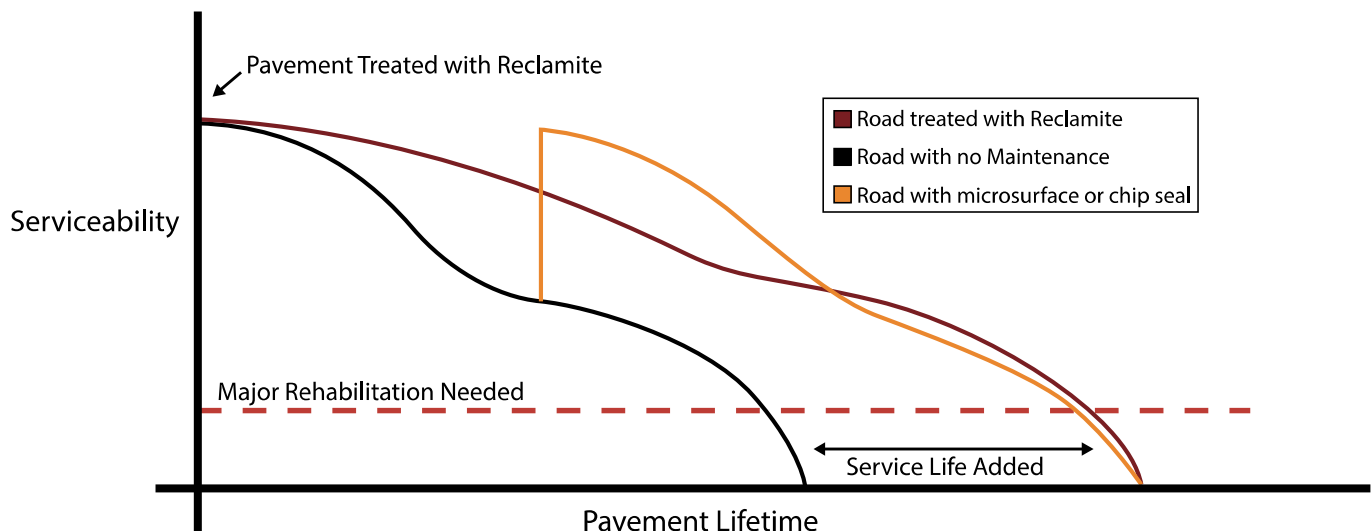 Pavement Treated with Reclamite
Road treated with Reclamite
Road with no Maintenance
Road with microsurface or chip seal
Serviceability
Major Rehabilitation Needed
Service Life Added
Pavement Lifetime